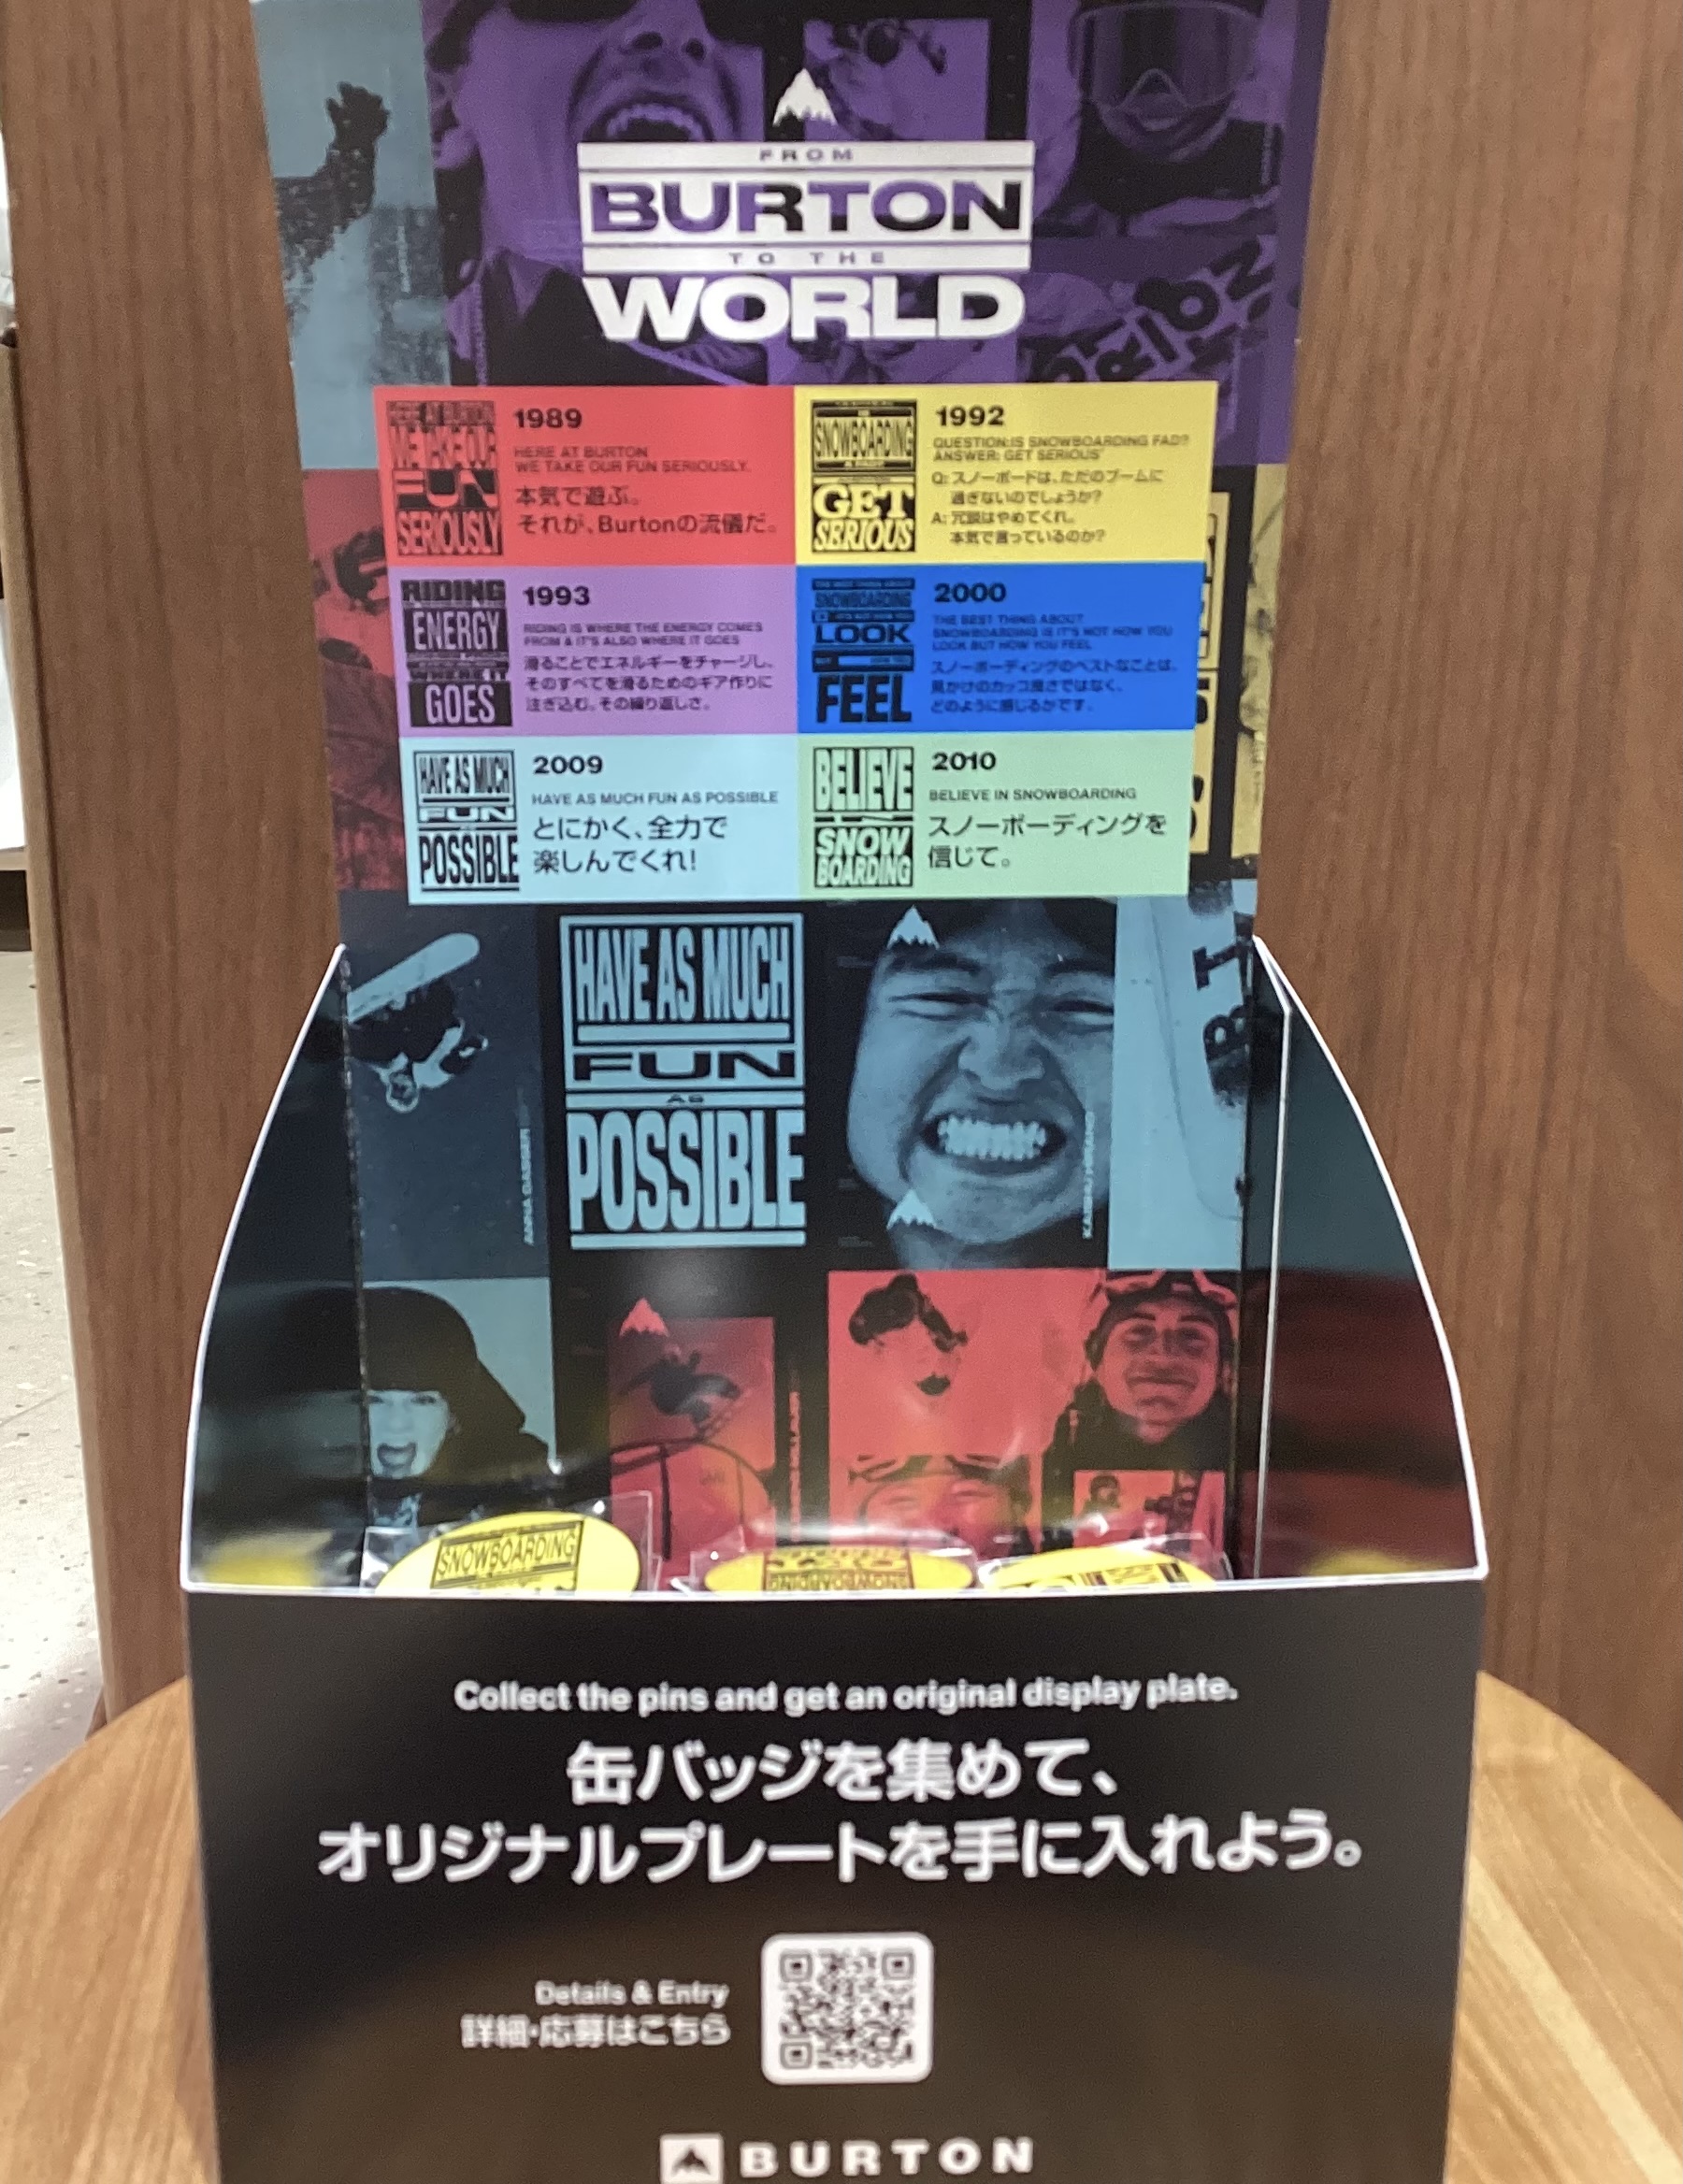 FROM
BURTON
TO THE
WORLD
HERE AT BURTON
WE TAKE OUR
FUN
SERIOUSLY
1989
HERE AT BURTON
WE TAKE OUR FUN SERIOUSLY.
本気で遊ぶ。
それが、Burtonの流儀だ。
SNOWBOARDING
GET
SERIOUS
1992
QUESTION:IS SNOWBOARDING FAD?
ANSWER: GET SERIOUS'
Q: スノーボードは、ただのブームに
過ぎないのでしょうか?
A: 冗談はやめてくれ。
本気で言っているのか?
RIDING
ENERGY
WHERE IT
GOES
1993
RIDING IS WHERE THE ENERGY COMES
FROM & IT'S ALSO WHERE IT GOES
滑ることでエネルギーをチャージし、
そのすべてを滑るためのギア作りに
注ぎ込む。その繰り返しさ。
SNOWBOARDING
LOOK
FEEL
2000
THE BEST THING ABOUT
SNOWBOARDING IS IT'S NOT HOW YOU
LOOK BUT HOW YOU FEEL
スノーボーディングのベストなことは、
見かけのカッコ良さではなく、
どのように感じるかです。
HAVE AS MUCH
FUN
POSSIBLE
2009
HAVE AS MUCH FUN AS POSSIBLE
とにかく、全力で
楽しんでくれ!
BELIEVE
IN
SNOW
BOARDING
2010
BELIEVE IN SNOWBOARDING
スノーボーディングを
信じて。
HAVE AS MUCH
FUN
AS
POSSIBLE
ANNA GASSER
SNOWBOARDING
Collect the pins and get an original display plate.
缶バッジを集めて、
オリジナルプレートを手に入れよう。
Details & Entry
詳細・応募はこちら
BURTON